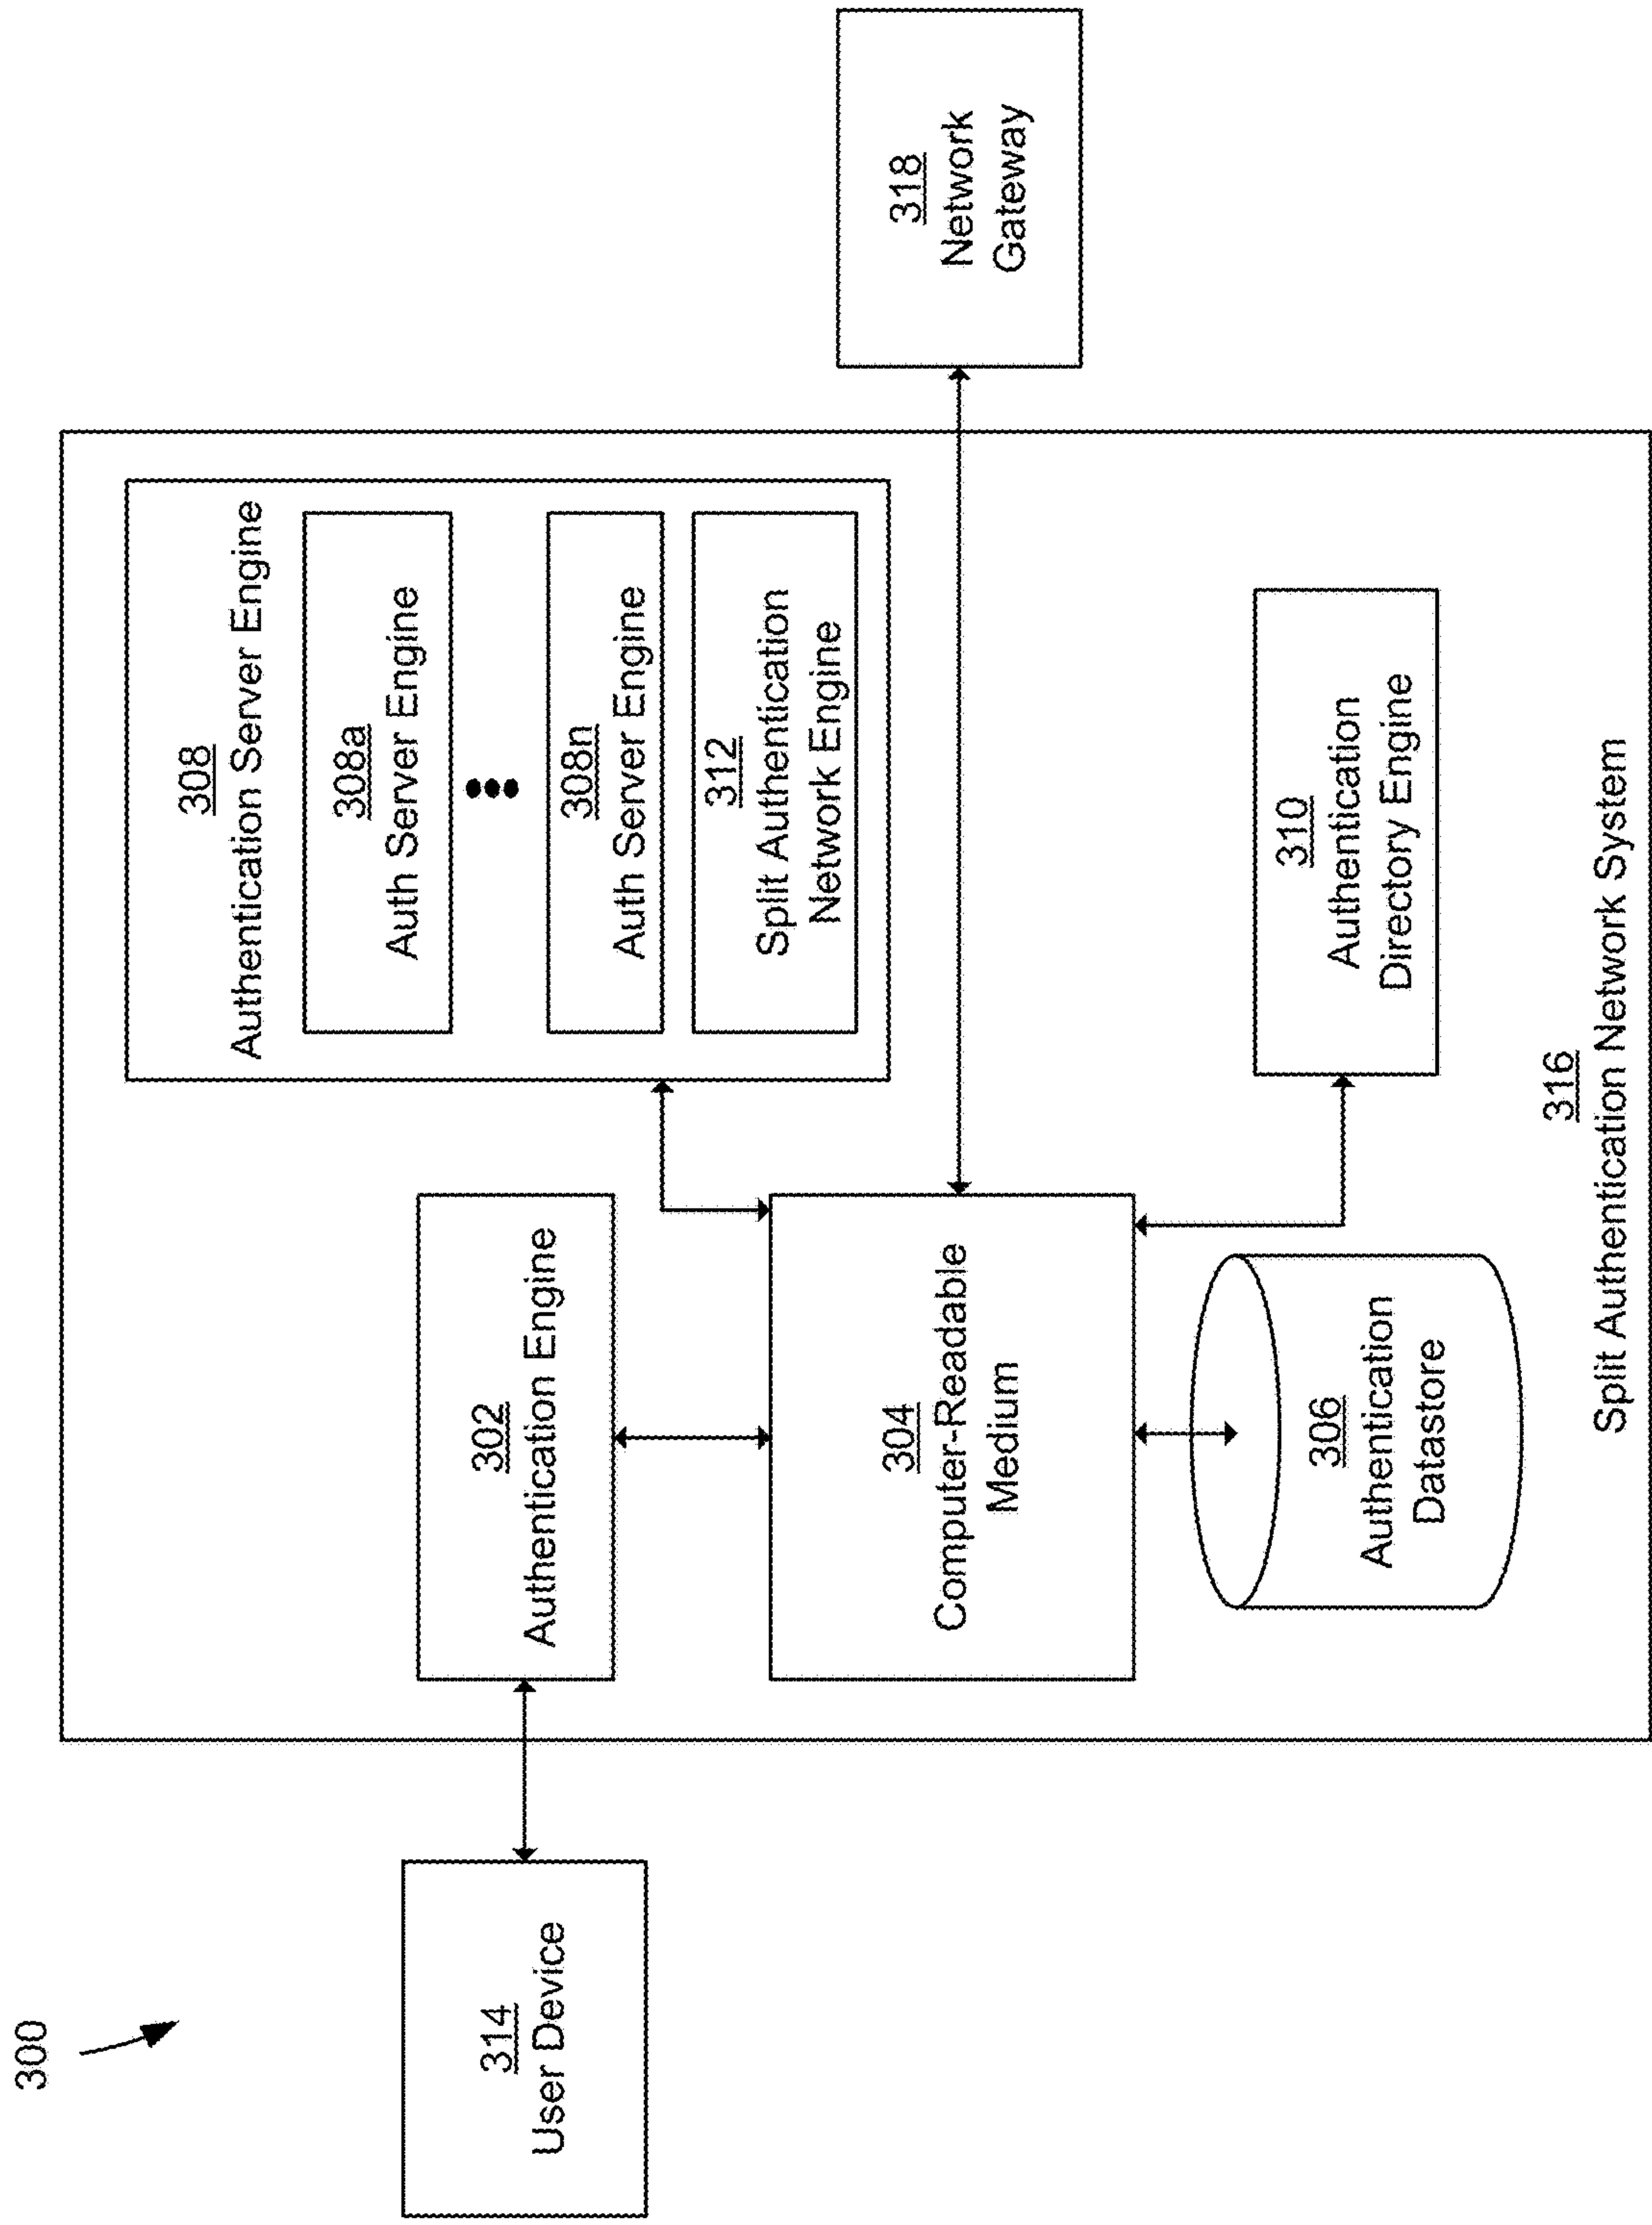 300
314
User Device
302
Authentication Engine
304
Computer-Readable
Medium
306
Authentication
Datastore
308
Authentication Server Engine
308a
Auth Server Engine
308n
Auth Server Engine
312
Split Authentication
Network Engine
310
Authentication
Directory Engine
316
Split Authentication Network System
318
Network
Gateway